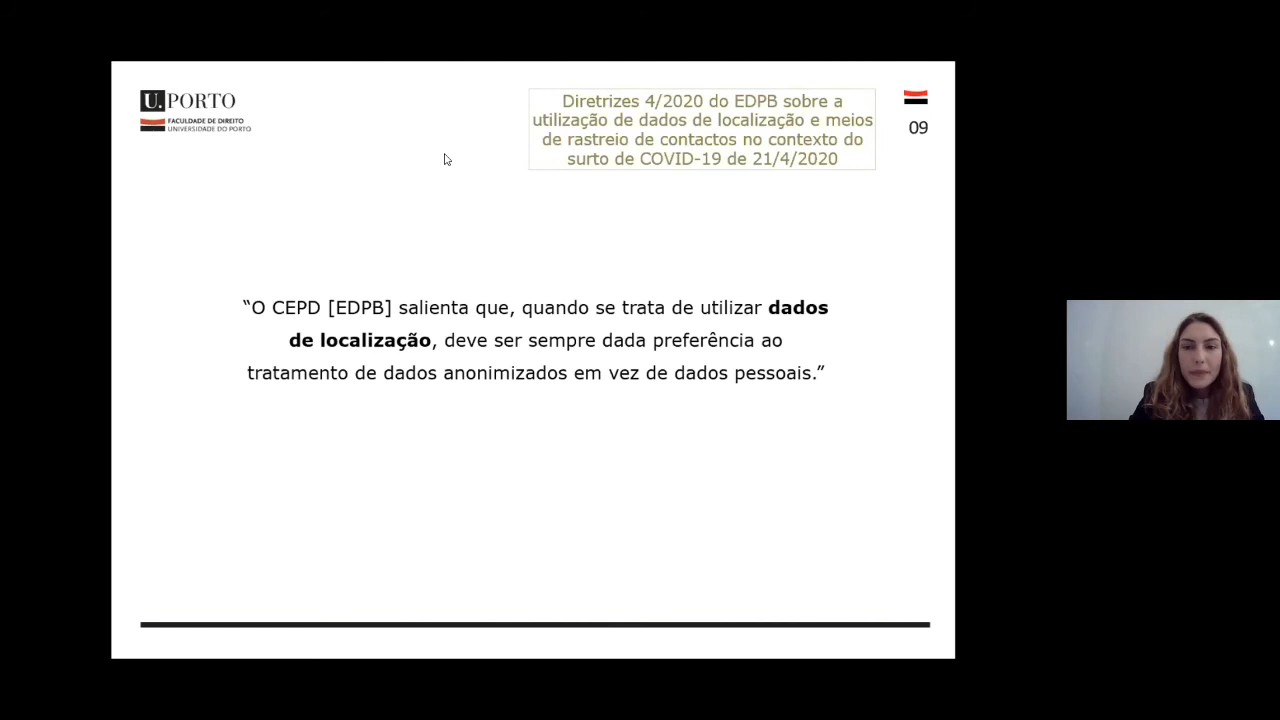 U.PORTO
FACULDADE DE DIREITO
UNIVERSIDADE DO PORTO
Diretrizes 4/2020 do EDPB sobre a
utilização de dados de localização e meios
de rastreio de contactos no contexto do
surto de COVID-19 de 21/4/2020
09
“O CEPD [EDPB] salienta que, quando se trata de utilizar dados
de localização, deve ser sempre dada preferência ao
tratamento de dados anonimizados em vez de dados pessoais.”